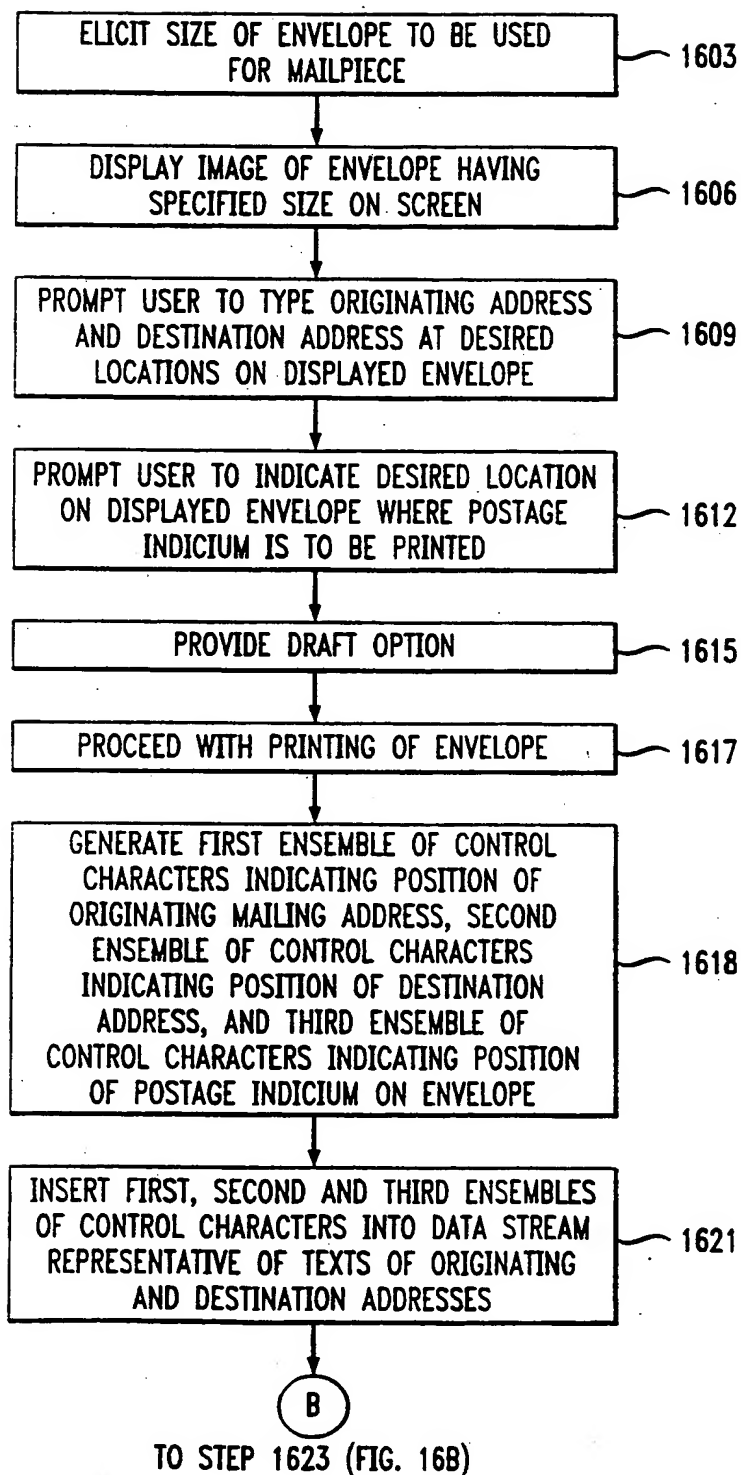 ELICIT SIZE OF ENVELOPE TO BE USED
FOR MAILPIECE
1603
DISPLAY IMAGE OF ENVELOPE HAVING
SPECIFIED SIZE ON SCREEN
1606
PROMPT USER TO TYPE ORIGINATING ADDRESS
AND DESTINATION ADDRESS AT DESIRED
LOCATIONS ON DISPLAYED ENVELOPE
1609
PROMPT USER TO INDICATE DESIRED LOCATION
ON DISPLAYED ENVELOPE WHERE POSTAGE
INDICIUM IS TO BE PRINTED
1612
PROVIDE DRAFT OPTION
1615
PROCEED WITH PRINTING OF ENVELOPE
1617
GENERATE FIRST ENSEMBLE OF CONTROL
CHARACTERS INDICATING POSITION OF
ORIGINATING MAILING ADDRESS, SECOND
ENSEMBLE OF CONTROL CHARACTERS
INDICATING POSITION OF DESTINATION
ADDRESS, AND THIRD ENSEMBLE OF
CONTROL CHARACTERS INDICATING POSITION
OF POSTAGE INDICIUM ON ENVELOPE
1618
INSERT FIRST, SECOND AND THIRD ENSEMBLES
OF CONTROL CHARACTERS INTO DATA STREAM
REPRESENTATIVE OF TEXTS OF ORIGINATING
AND DESTINATION ADDRESSES
1621
B
TO STEP 1623 (FIG. 16B)